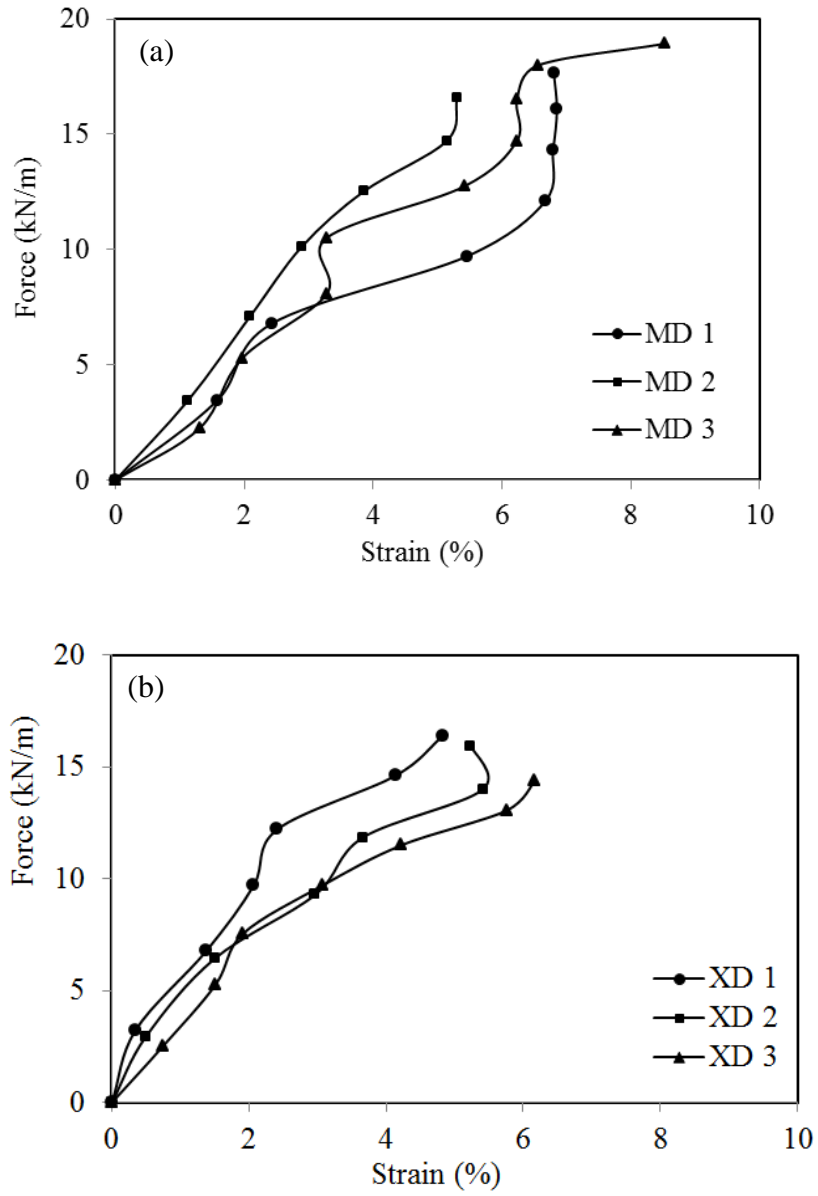 (a)
20
15
10
5
0
Force (kN/m)
MD 1
MD 2
MD 3
0 2 4 6 8 10
Strain (%)
(b)
20
15
10
5
0
Force (kN/m)
XD 1
XD 2
XD 3
0 2 4 6 8 10
Strain (%)